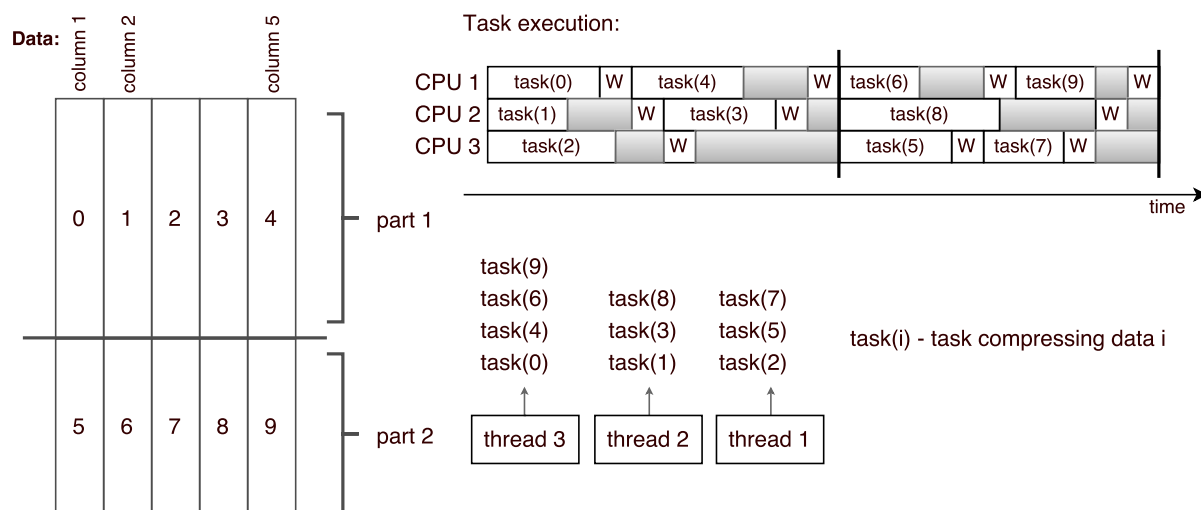 Data:
column 1
column 2
column 5
0 1 2 3 4
part 1
5 6 7 8 9
part 2
Task execution:
CPU 1 task(0) W task(4) W task(6) W task(9) W
CPU 2 task(1) W task(3) W task(8) W
CPU 3 task(2) W task(5) W task(7) W
time
task(9)
task(6) task(8) task(7)
task(4) task(3) task(5)
task(0) task(1) task(2)
thread 3 thread 2 thread 1
task(i) - task compressing data i